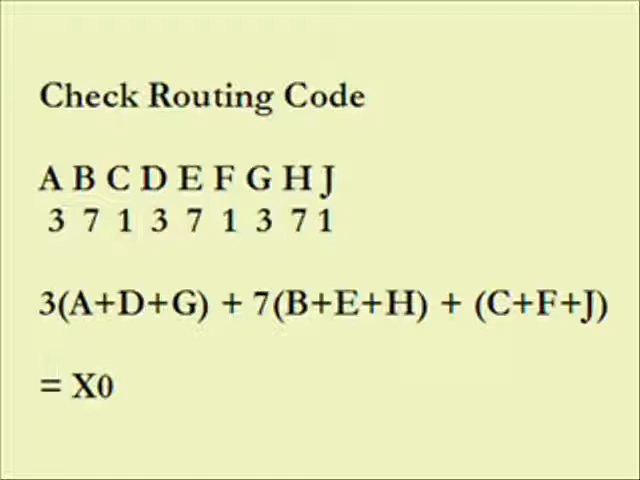 Check Routing Code
A B C D E F G H J
3 7 1 3 7 1 3 7 1
3(A+D+G) + 7(B+E+H) + (C+F+J)
= X0